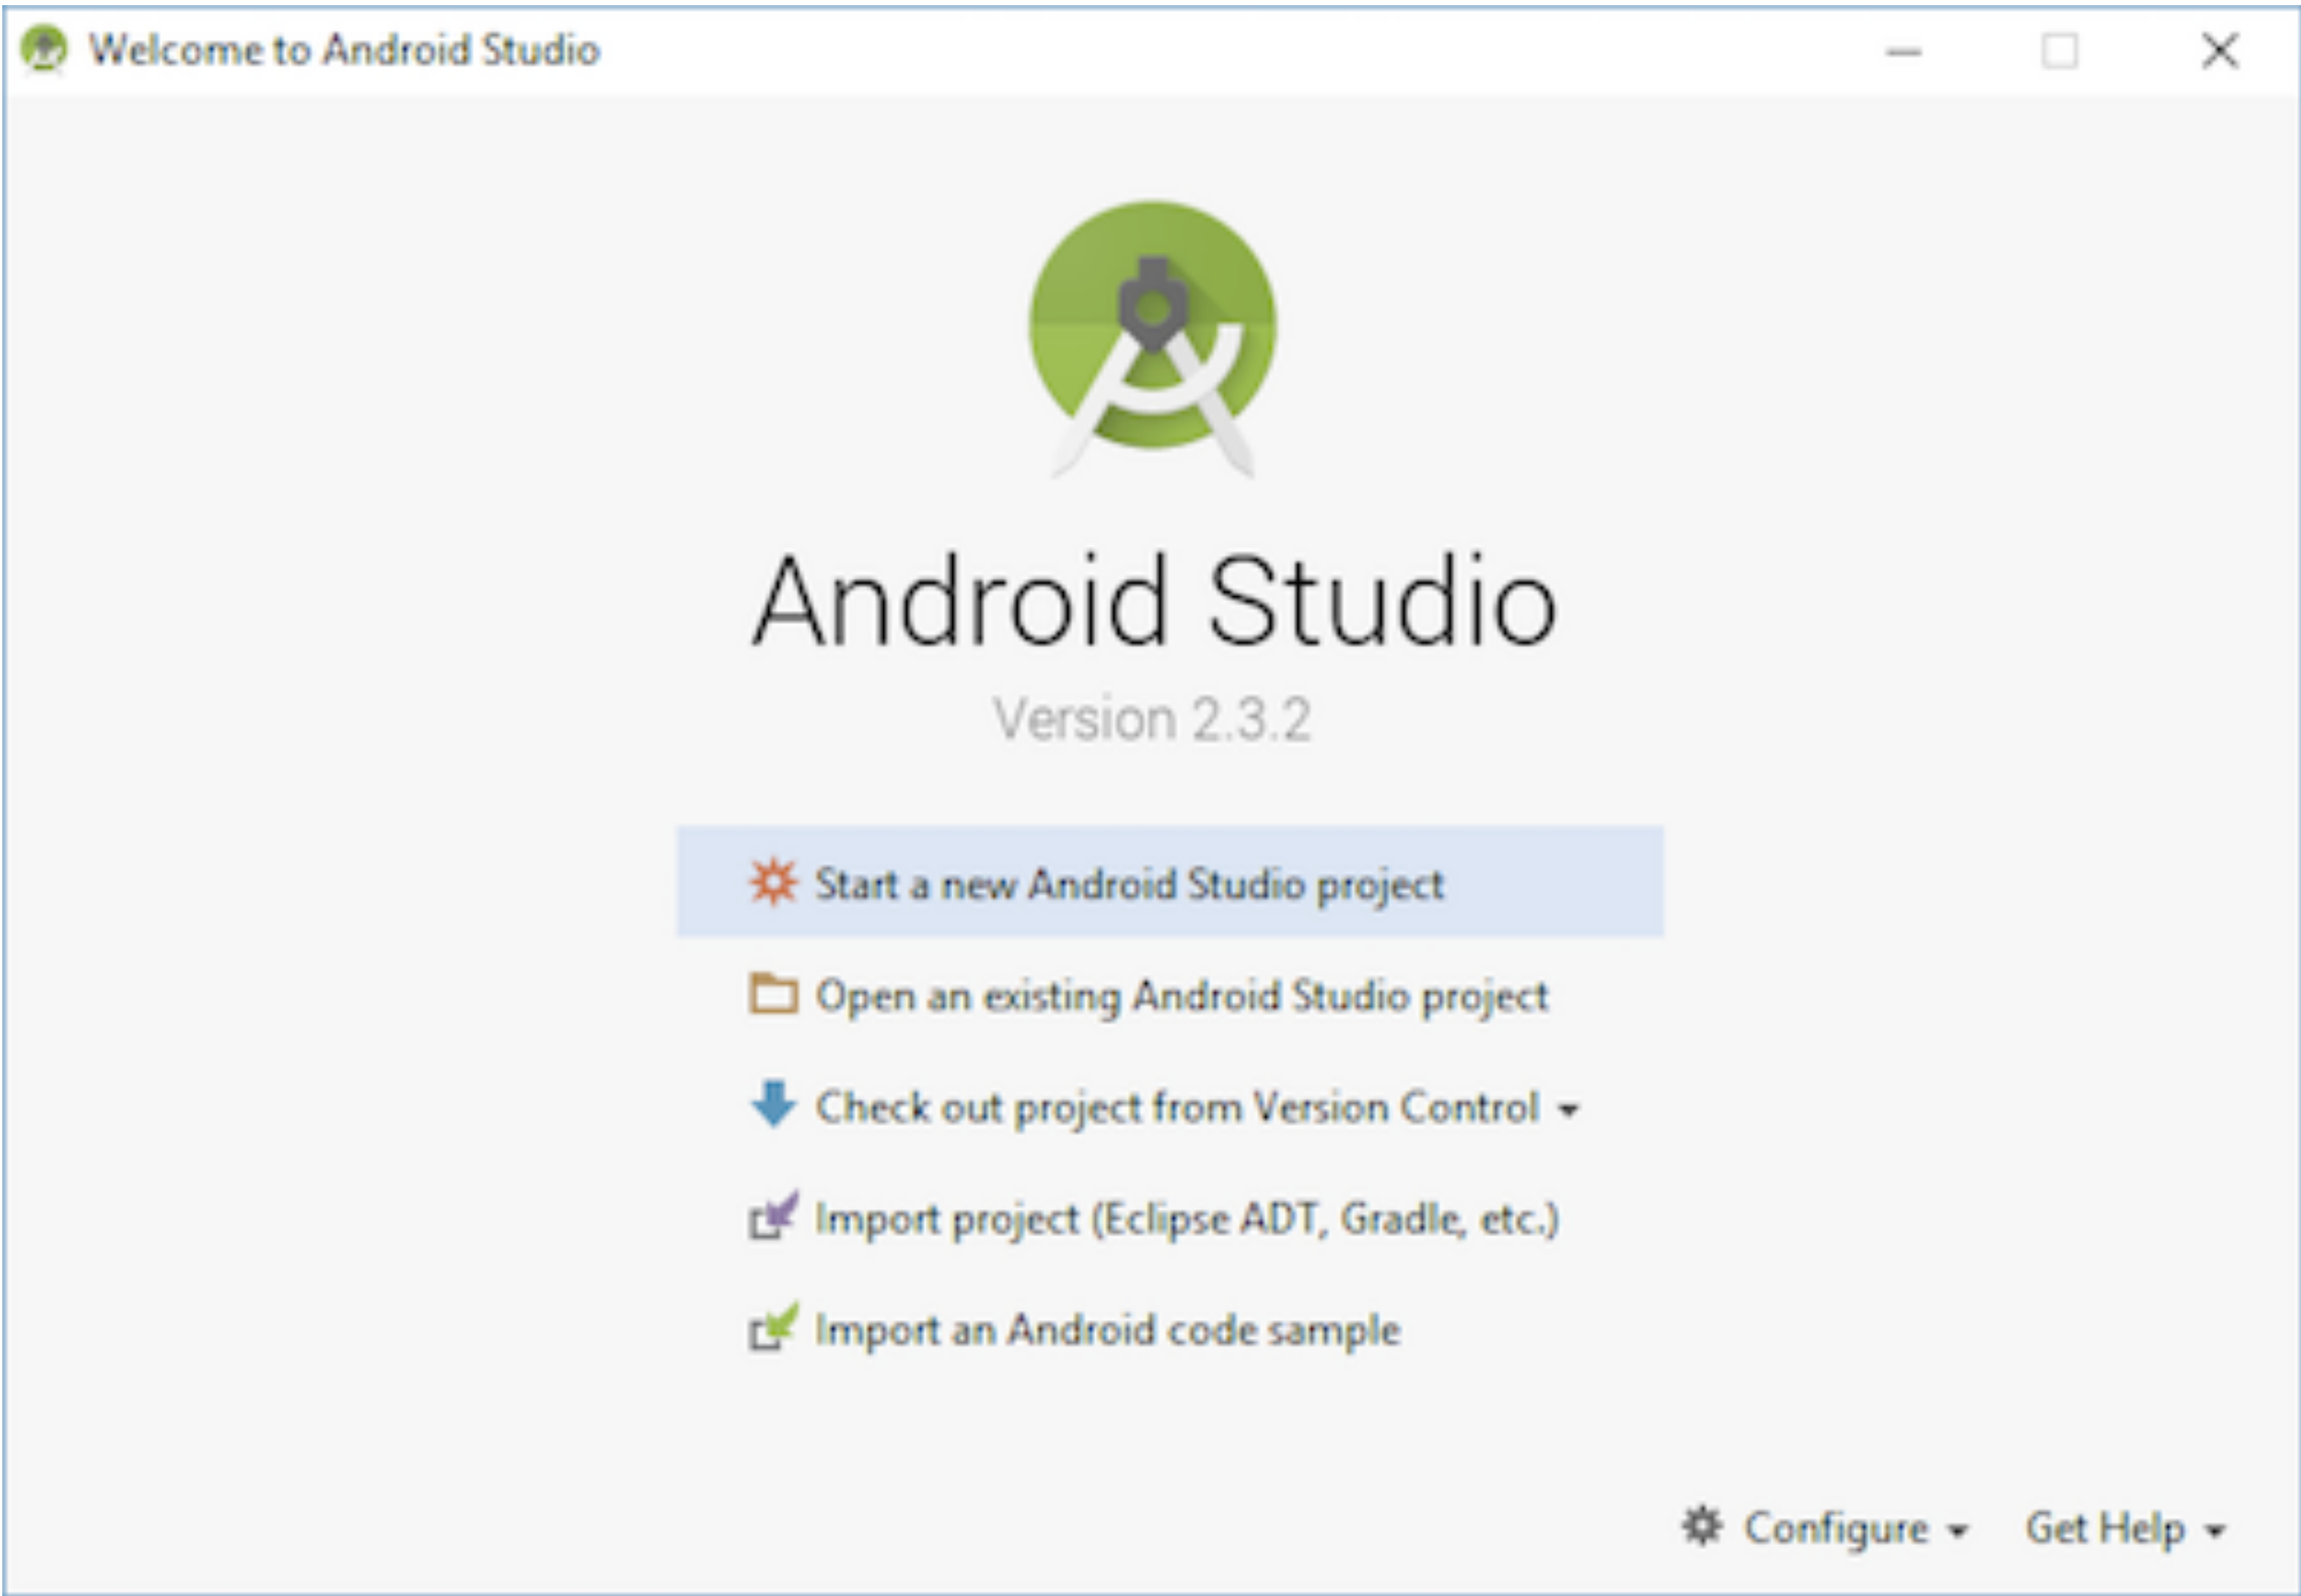 Welcome to Android Studio
Android Studio
Version 2.3.2
Start a new Android Studio project
Open an existing Android Studio project
Check out project from Version Control
Import project (Eclipse ADT, Gradle, etc.)
Import an Android code sample
Configure
Get Help